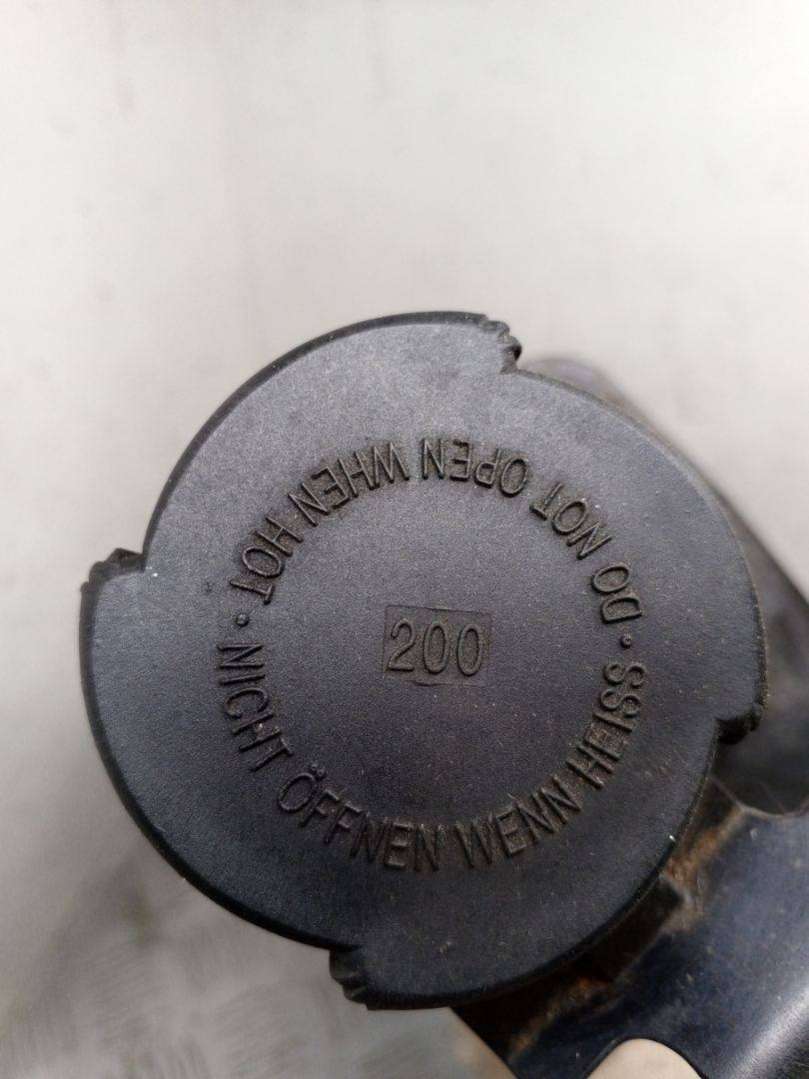 DO NOT OPEN WHEN HOT ·
NICHT ÖFFNEN WENN HEISS ·
200